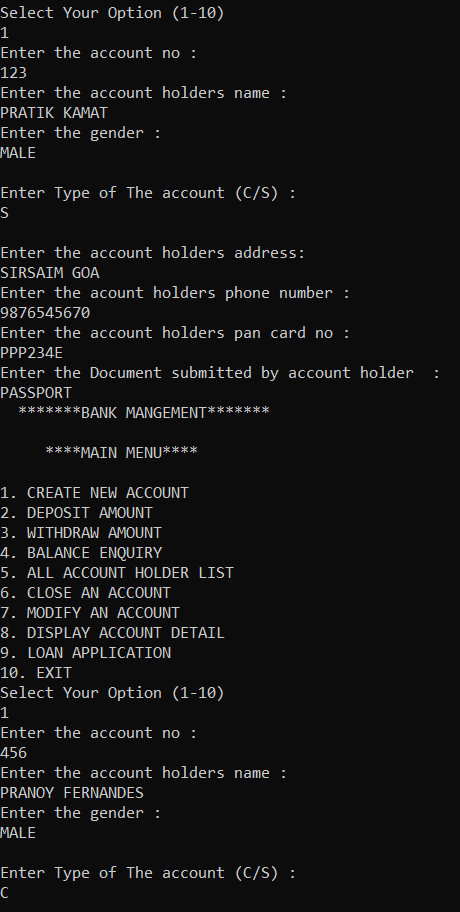 Select Your Option (1-10)
1
Enter the account no :
123
Enter the account holders name :
PRATIK KAMAT
Enter the gender :
MALE
Enter Type of The account (C/S) :
S
Enter the account holders address:
SIRSAIM GOA
Enter the acount holders phone number :
9876545670
Enter the account holders pan card no :
PPP234E
Enter the Document submitted by account holder  :
PASSPORT
*******BANK MANGEMENT*******
****MAIN MENU****
1. CREATE NEW ACCOUNT
2. DEPOSIT AMOUNT
3. WITHDRAW AMOUNT
4. BALANCE ENQUIRY
5. ALL ACCOUNT HOLDER LIST
6. CLOSE AN ACCOUNT
7. MODIFY AN ACCOUNT
8. DISPLAY ACCOUNT DETAIL
9. LOAN APPLICATION
10. EXIT
Select Your Option (1-10)
1
Enter the account no :
456
Enter the account holders name :
PRANOY FERNANDES
Enter the gender :
MALE
Enter Type of The account (C/S) :
C